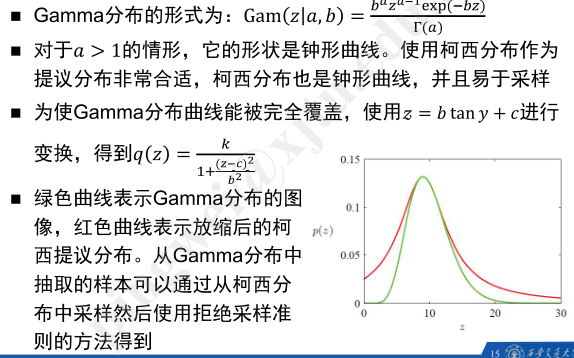 ■ Gamma分布的形式为：Gam(z|a, b) = b^a z^{a−1} exp(−bz) / Γ(a)
■ 对于a > 1的情形，它的形状是钟形曲线。使用柯西分布作为
提议分布非常合适，柯西分布也是钟形曲线，并且易于采样
■ 为使Gamma分布曲线能被完全覆盖，使用z = b tan y + c进行
变换，得到q(z) = k / (1 + (z−c)^2 / b^2)
■ 绿色曲线表示Gamma分布的图
像，红色曲线表示放缩后的柯
西提议分布。从Gamma分布中
抽取的样本可以通过从柯西分
布中采样然后使用拒绝采样准
则的方法得到
0.15
0.1
p(z)
0.05
0
0 10 20 30
z
15 西安交通大